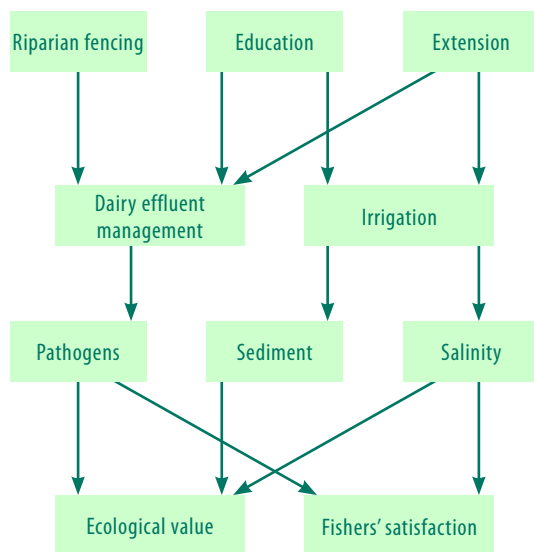 Riparian fencing
Education
Extension
Dairy effluent
management
Irrigation
Pathogens
Sediment
Salinity
Ecological value
Fishers’ satisfaction